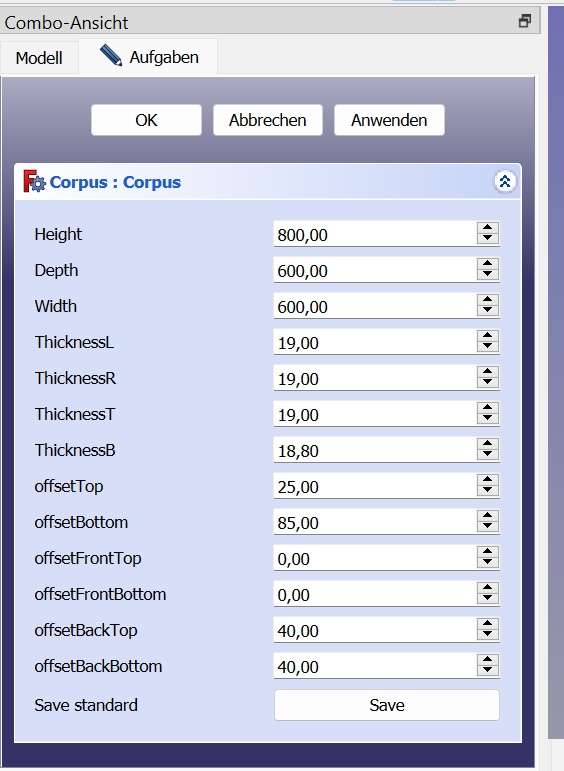 Combo-Ansicht
Modell Aufgaben
OK Abbrechen Anwenden
Corpus : Corpus
Height 800,00
Depth 600,00
Width 600,00
ThicknessL 19,00
ThicknessR 19,00
ThicknessT 19,00
ThicknessB 18,80
offsetTop 25,00
offsetBottom 85,00
offsetFrontTop 0,00
offsetFrontBottom 0,00
offsetBackTop 40,00
offsetBackBottom 40,00
Save standard Save